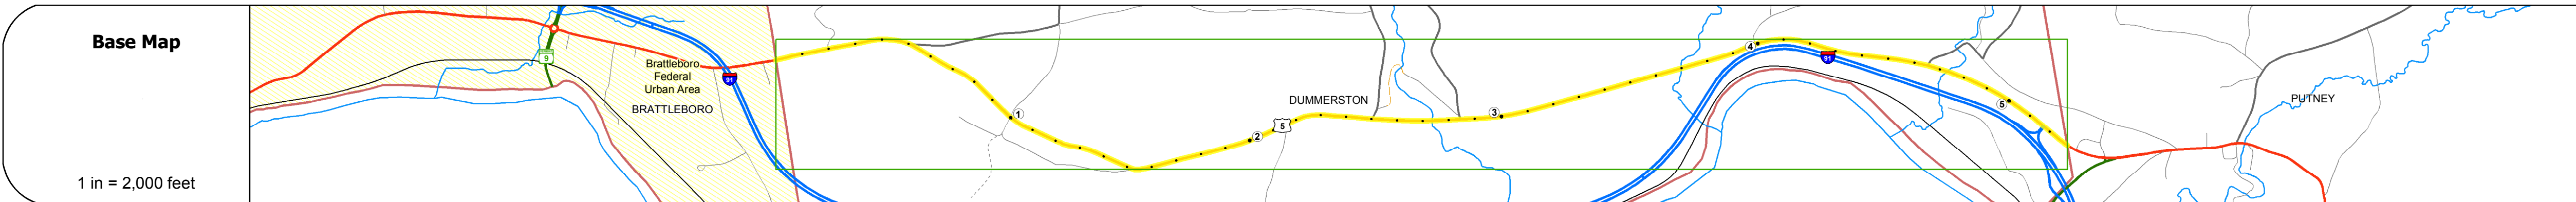 Base Map
1 in = 2,000 feet
9
Brattleboro
Federal
Urban Area
BRATTLEBORO
91
1
2
5
DUMMERSTON
3
4
91
5
PUTNEY